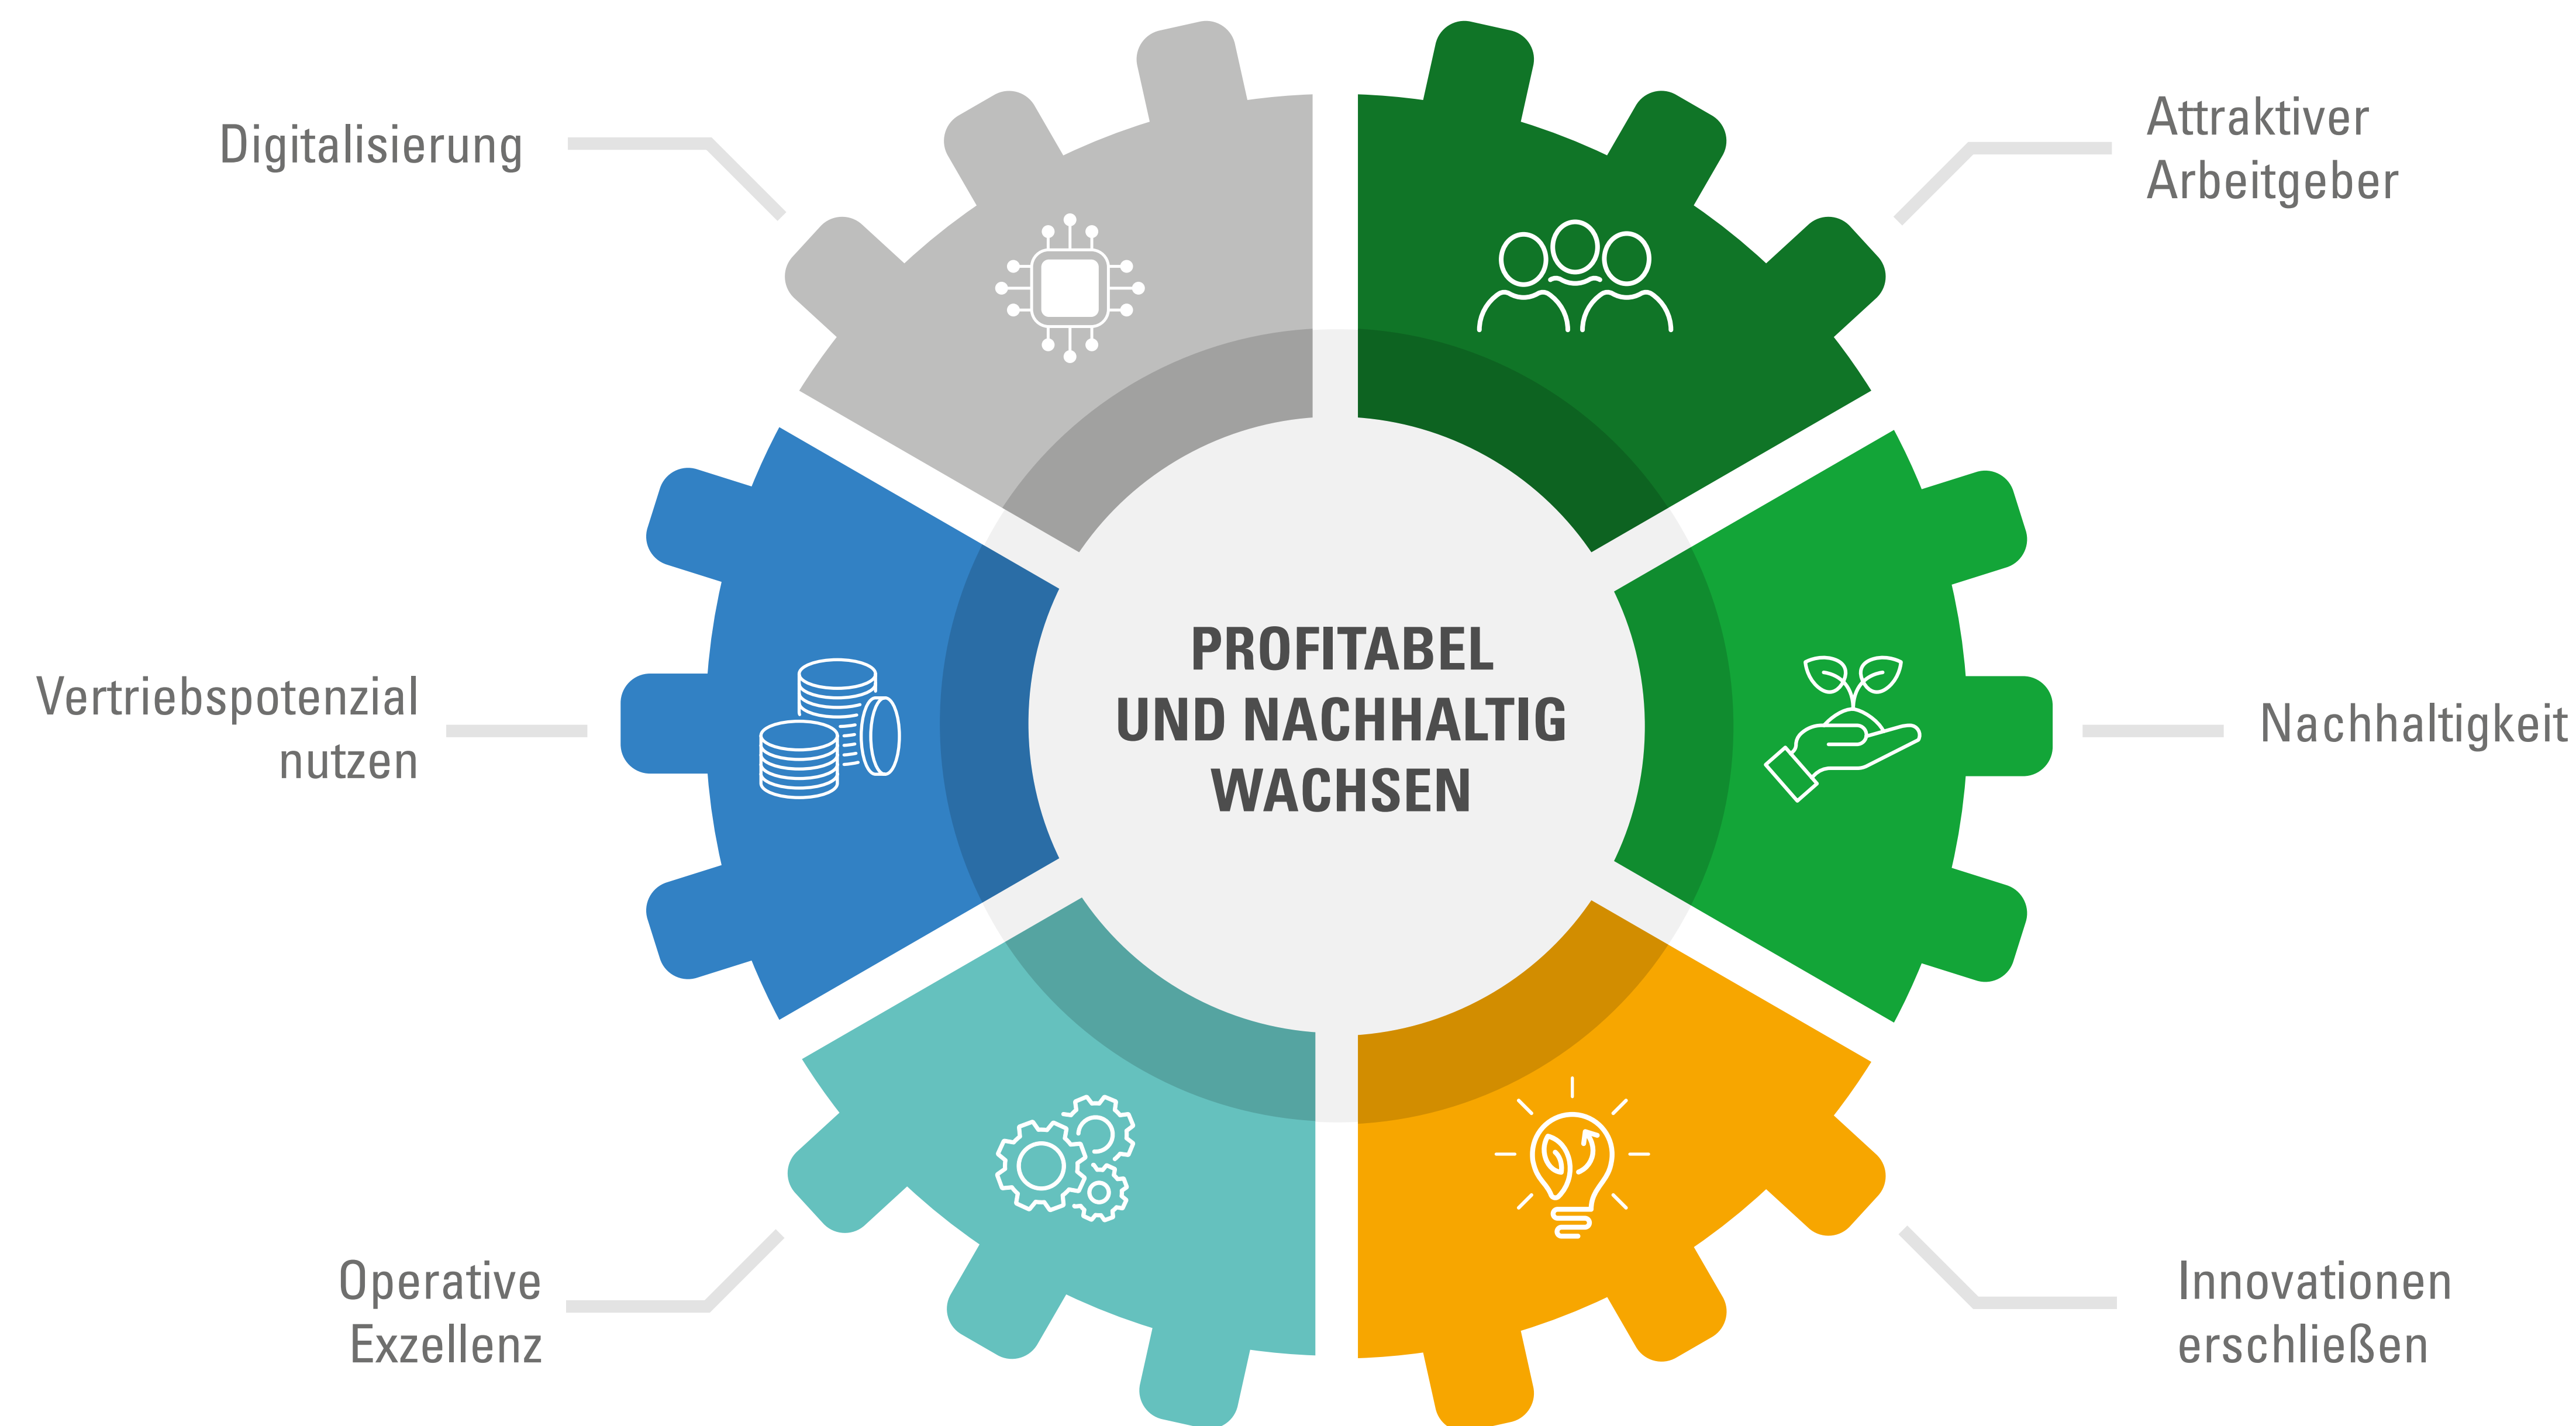 Digitalisierung
Attraktiver
Arbeitgeber
Vertriebspotenzial
nutzen
PROFITABEL
UND NACHHALTIG
WACHSEN
Nachhaltigkeit
Operative
Exzellenz
Innovationen
erschließen